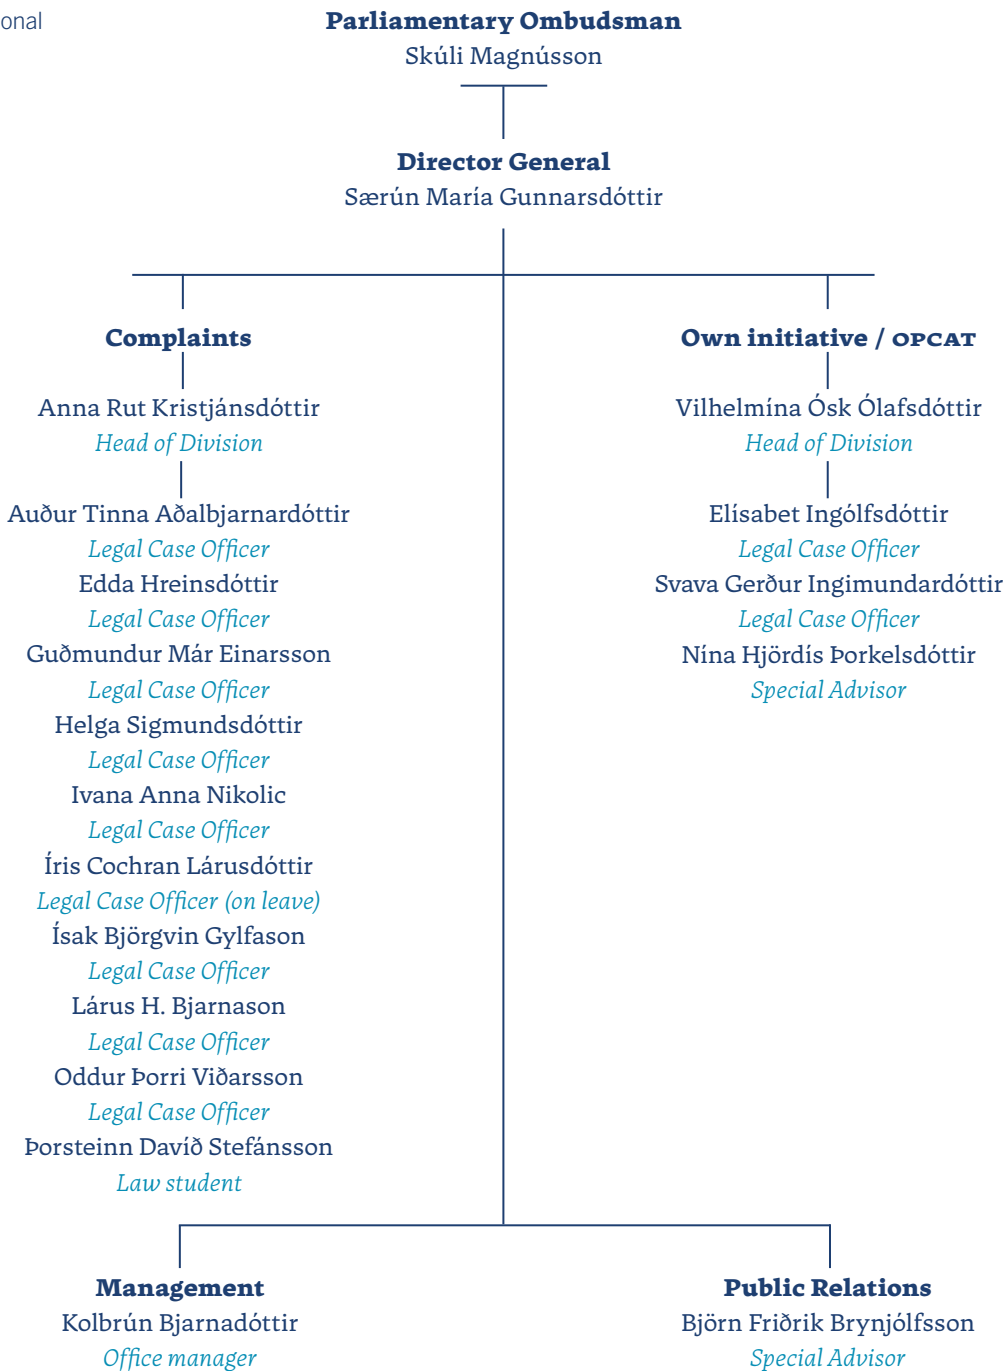 onal
Parliamentary Ombudsman
Skúli Magnússon
Director General
Særún María Gunnarsdóttir
Complaints
Anna Rut Kristjánsdóttir
Head of Division
Auður Tinna Aðalbjarnardóttir
Legal Case Officer
Edda Hreinsdóttir
Legal Case Officer
Guðmundur Már Einarsson
Legal Case Officer
Helga Sigmundsdóttir
Legal Case Officer
Ivana Anna Nikolic
Legal Case Officer
Íris Cochran Lárusdóttir
Legal Case Officer (on leave)
Ísak Björgvin Gylfason
Legal Case Officer
Lárus H. Bjarnason
Legal Case Officer
Oddur Þorri Viðarsson
Legal Case Officer
Þorsteinn Davíð Stefánsson
Law student
Own initiative / OPCAT
Vilhelmína Ósk Ólafsdóttir
Head of Division
Elísabet Ingólfsdóttir
Legal Case Officer
Svava Gerður Ingimundardóttir
Legal Case Officer
Nína Hjördís Þorkelsdóttir
Special Advisor
Management
Kolbrún Bjarnadóttir
Office manager
Public Relations
Björn Friðrik Brynjólfsson
Special Advisor